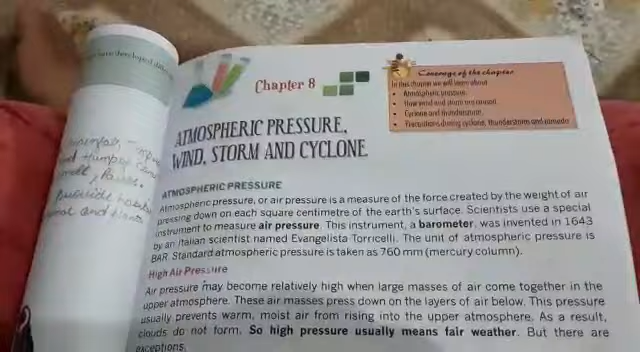 Chapter 8
Coverage of the chapter
In this chapter we will learn about
• Atmospheric pressure.
• How wind and storm are caused.
• Cyclone and thunderstorm.
• Precautions during cyclone, thunderstorm and tornado
ATMOSPHERIC PRESSURE,
WIND, STORM AND CYCLONE
ATMOSPHERIC PRESSURE
Atmospheric pressure, or air pressure is a measure of the force created by the weight of air
pressing down on each square centimetre of the earth's surface. Scientists use a special
instrument to measure air pressure. This instrument, a barometer, was invented in 1643
by an Italian scientist named Evangelista Torricelli. The unit of atmospheric pressure is
BAR. Standard atmospheric pressure is taken as 760 mm (mercury column).
High Air Pressure
Air pressure may become relatively high when large masses of air come together in the
upper atmosphere. These air masses press down on the layers of air below. This pressure
usually prevents warm, moist air from rising into the upper atmosphere. As a result,
clouds do not form. So high pressure usually means fair weather. But there are
exceptions.
have developed
and